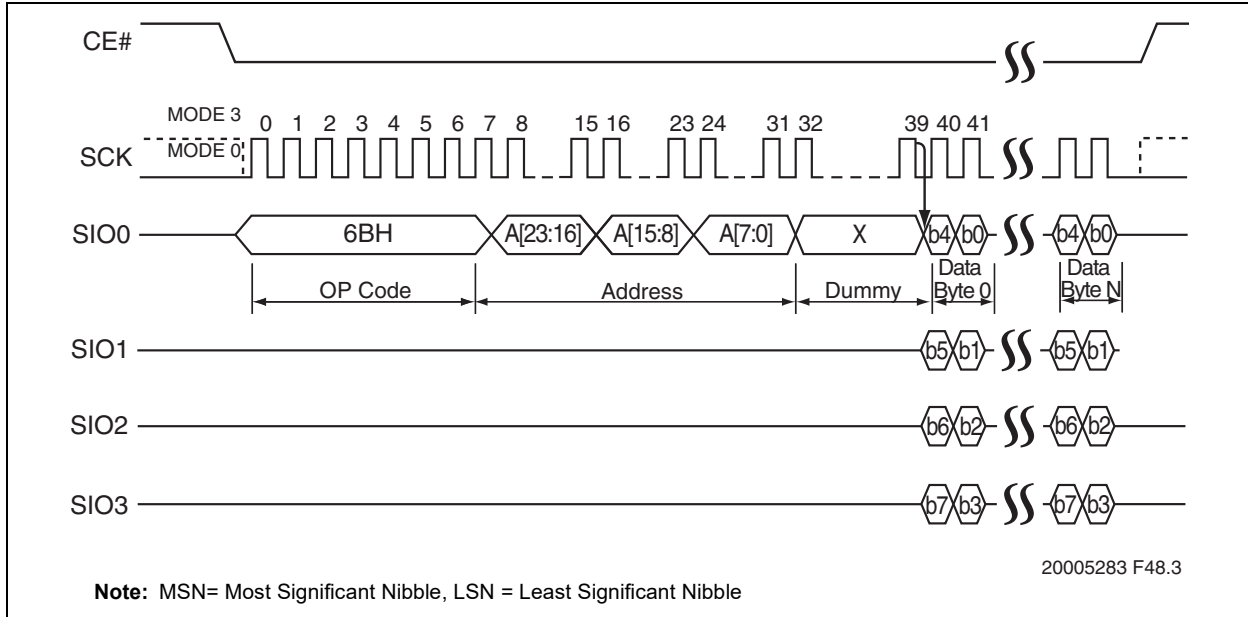 CE#
MODE 3
0 1 2 3 4 5 6 7 8 15 16 23 24 31 32 39 40 41
SCK
MODE 0
SIO0
6BH
A[23:16]
A[15:8]
A[7:0]
X
b4 b0
b4 b0
OP Code
Address
Dummy
Data
Byte 0
Data
Byte N
SIO1
b5 b1
b5 b1
SIO2
b6 b2
b6 b2
SIO3
b7 b3
b7 b3
20005283 F48.3
Note: MSN= Most Significant Nibble, LSN = Least Significant Nibble